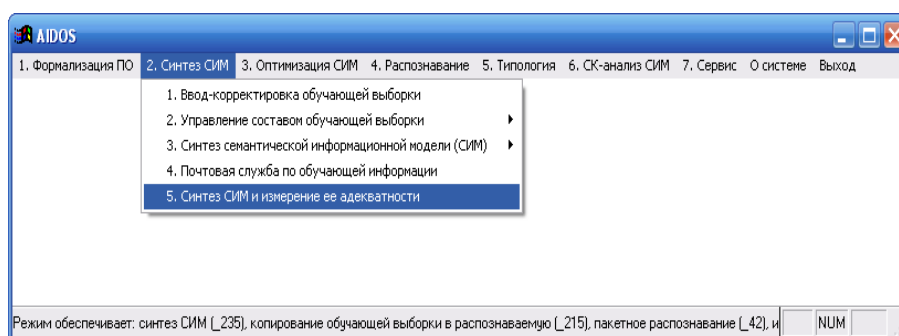 AIDOS
1. Формализация ПО 2. Синтез СИМ 3. Оптимизация СИМ 4. Распознавание 5. Типология 6. СК-анализ СИМ 7. Сервис О системе Выход
1. Ввод-корректировка обучающей выборки
2. Управление составом обучающей выборки
3. Синтез семантической информационной модели (СИМ)
4. Почтовая служба по обучающей информации
5. Синтез СИМ и измерение ее адекватности
Режим обеспечивает: синтез СИМ (_235), копирование обучающей выборки в распознаваемую (_215), пакетное распознавание (_42), и NUM